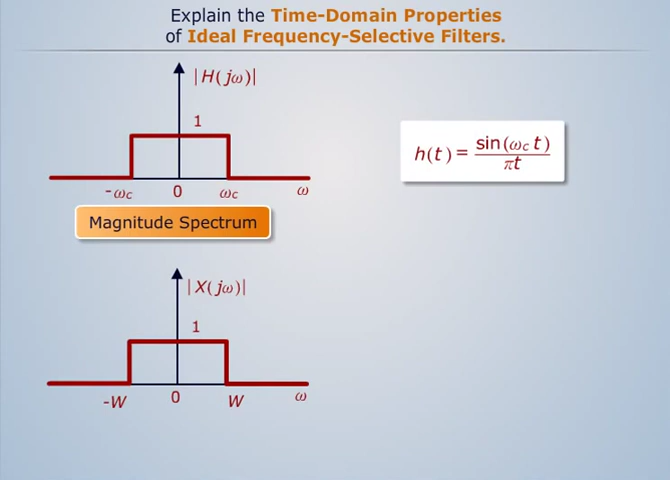 Explain the Time-Domain Properties
of Ideal Frequency-Selective Filters.
|H(jω)|
1
-ωc 0 ωc ω
h(t) = sin(ωc t) / πt
Magnitude Spectrum
|X(jω)|
1
-W 0 W ω